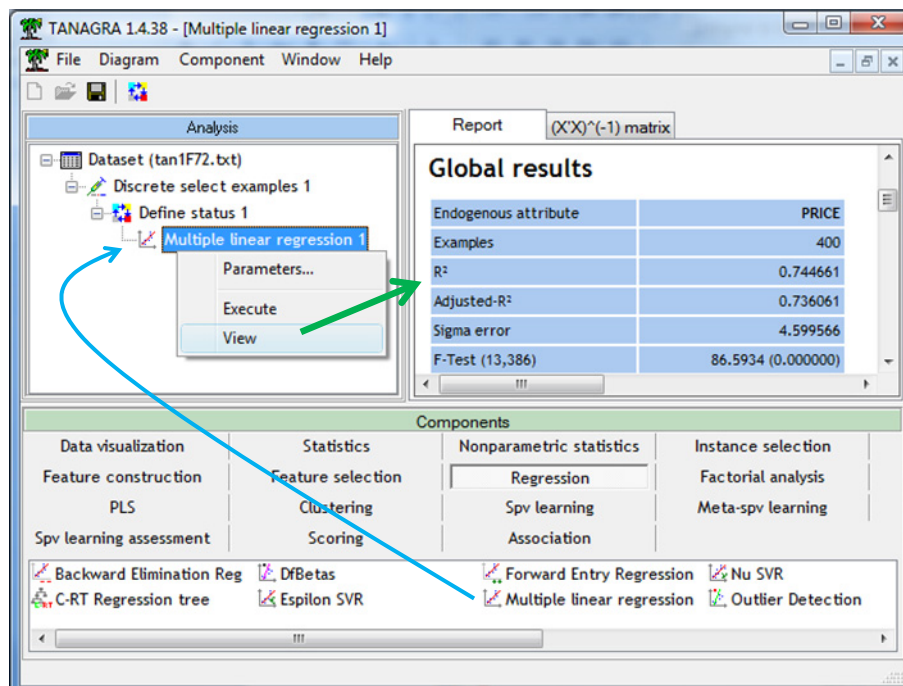 TANAGRA 1.4.38 - [Multiple linear regression 1]
File Diagram Component Window Help
Analysis
Dataset (tan1F72.txt)
Discrete select examples 1
Define status 1
Multiple linear regression 1
Parameters...
Execute
View
Report (X'X)^(-1) matrix
Global results
Endogenous attribute PRICE
Examples 400
R² 0.744661
Adjusted-R² 0.736061
Sigma error 4.599566
F-Test (13,386) 86.5934 (0.000000)
Components
Data visualization Statistics Nonparametric statistics Instance selection
Feature construction Feature selection Regression Factorial analysis
PLS Clustering Spv learning Meta-spv learning
Spv learning assessment Scoring Association
Backward Elimination Reg DfBetas Forward Entry Regression Nu SVR
C-RT Regression tree Espilon SVR Multiple linear regression Outlier Detection